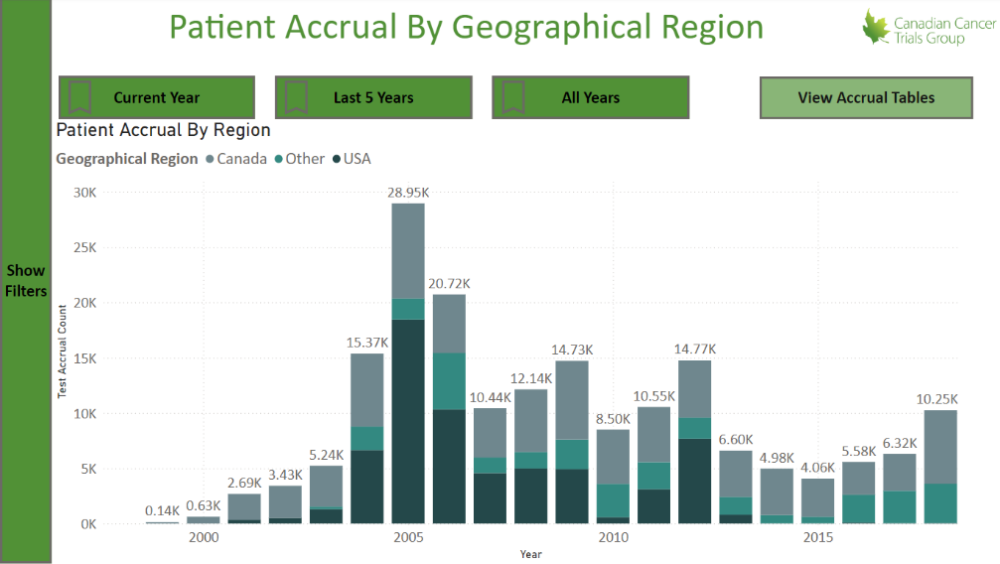 Patient Accrual By Geographical Region
Canadian Cancer
Trials Group
Current Year
Last 5 Years
All Years
View Accrual Tables
Patient Accrual By Region
Geographical Region Canada Other USA
Show
Filters
Test Accrual Count
30K
25K
20K
15K
10K
5K
0K
0.14K
0.63K
2.69K
3.43K
5.24K
15.37K
28.95K
20.72K
10.44K
12.14K
14.73K
8.50K
10.55K
14.77K
6.60K
4.98K
4.06K
5.58K
6.32K
10.25K
2000
2005
2010
2015
Year